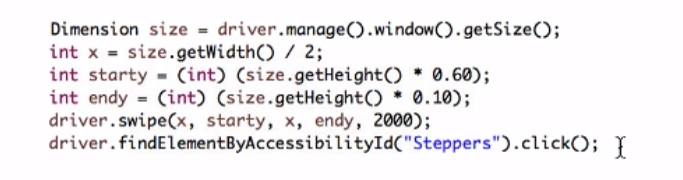 Dimension size = driver.manage().window().getSize();
int x = size.getWidth() / 2;
int starty = (int) (size.getHeight() * 0.60);
int endy = (int) (size.getHeight() * 0.10);
driver.swipe(x, starty, x, endy, 2000);
driver.findElementByAccessibilityId("Steppers").click();